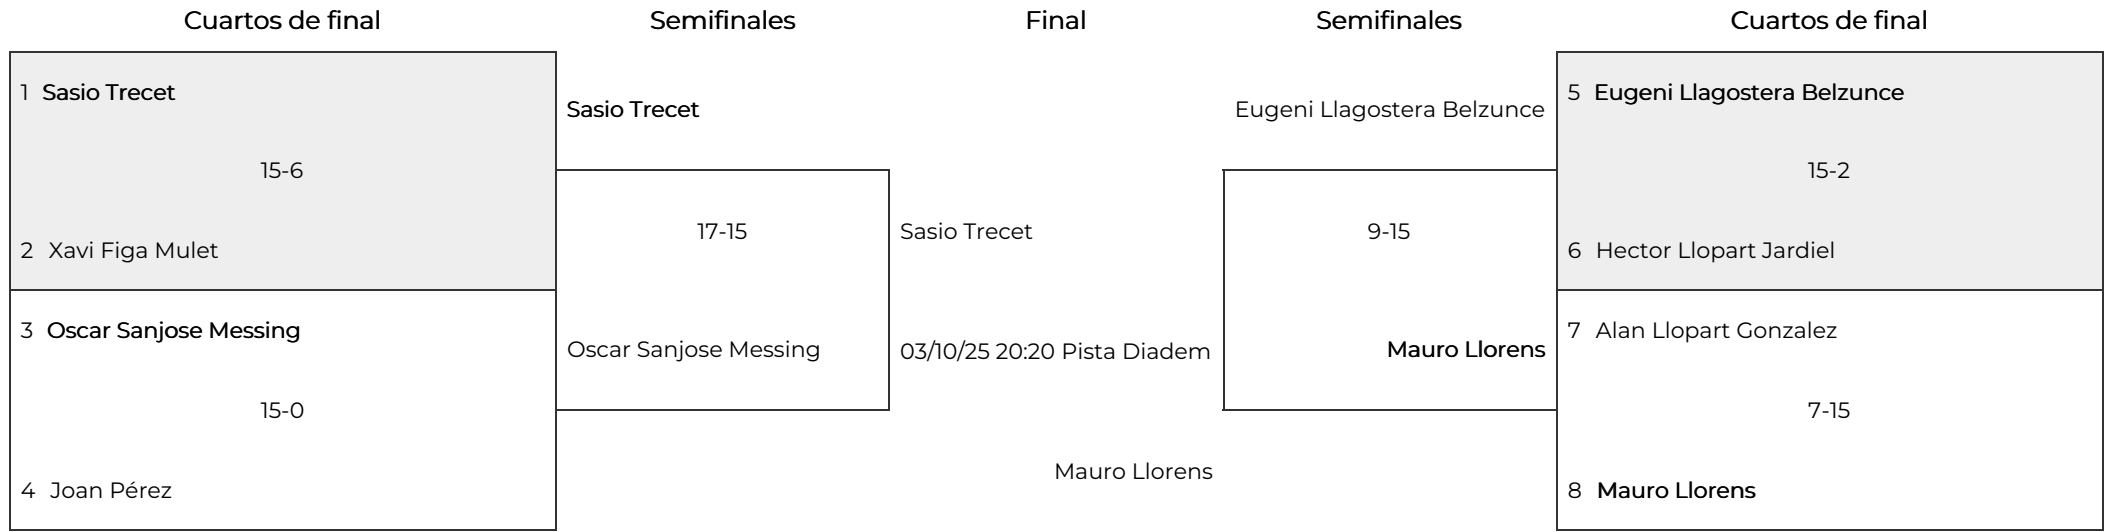 Cuartos de final
Semifinales
Final
Semifinales
Cuartos de final
1 Sasio Trecet
15-6
2 Xavi Figa Mulet
3 Oscar Sanjose Messing
15-0
4 Joan Pérez
Sasio Trecet
17-15
Oscar Sanjose Messing
Sasio Trecet
03/10/25 20:20 Pista Diadem
Mauro Llorens
Eugeni Llagostera Belzunce
9-15
Mauro Llorens
5 Eugeni Llagostera Belzunce
15-2
6 Hector Llopart Jardiel
7 Alan Llopart Gonzalez
7-15
8 Mauro Llorens